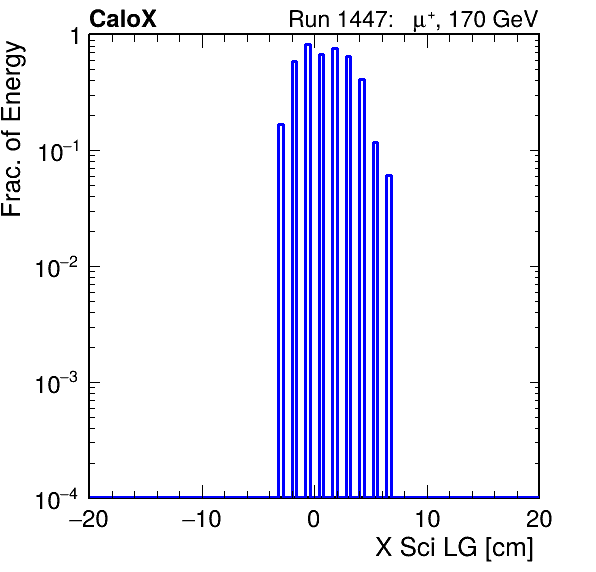 CaloX Run 1447: μ⁺, 170 GeV
Frac. of Energy
1
10⁻¹
10⁻²
10⁻³
10⁻⁴
−20 −10 0 10 20
X Sci LG [cm]